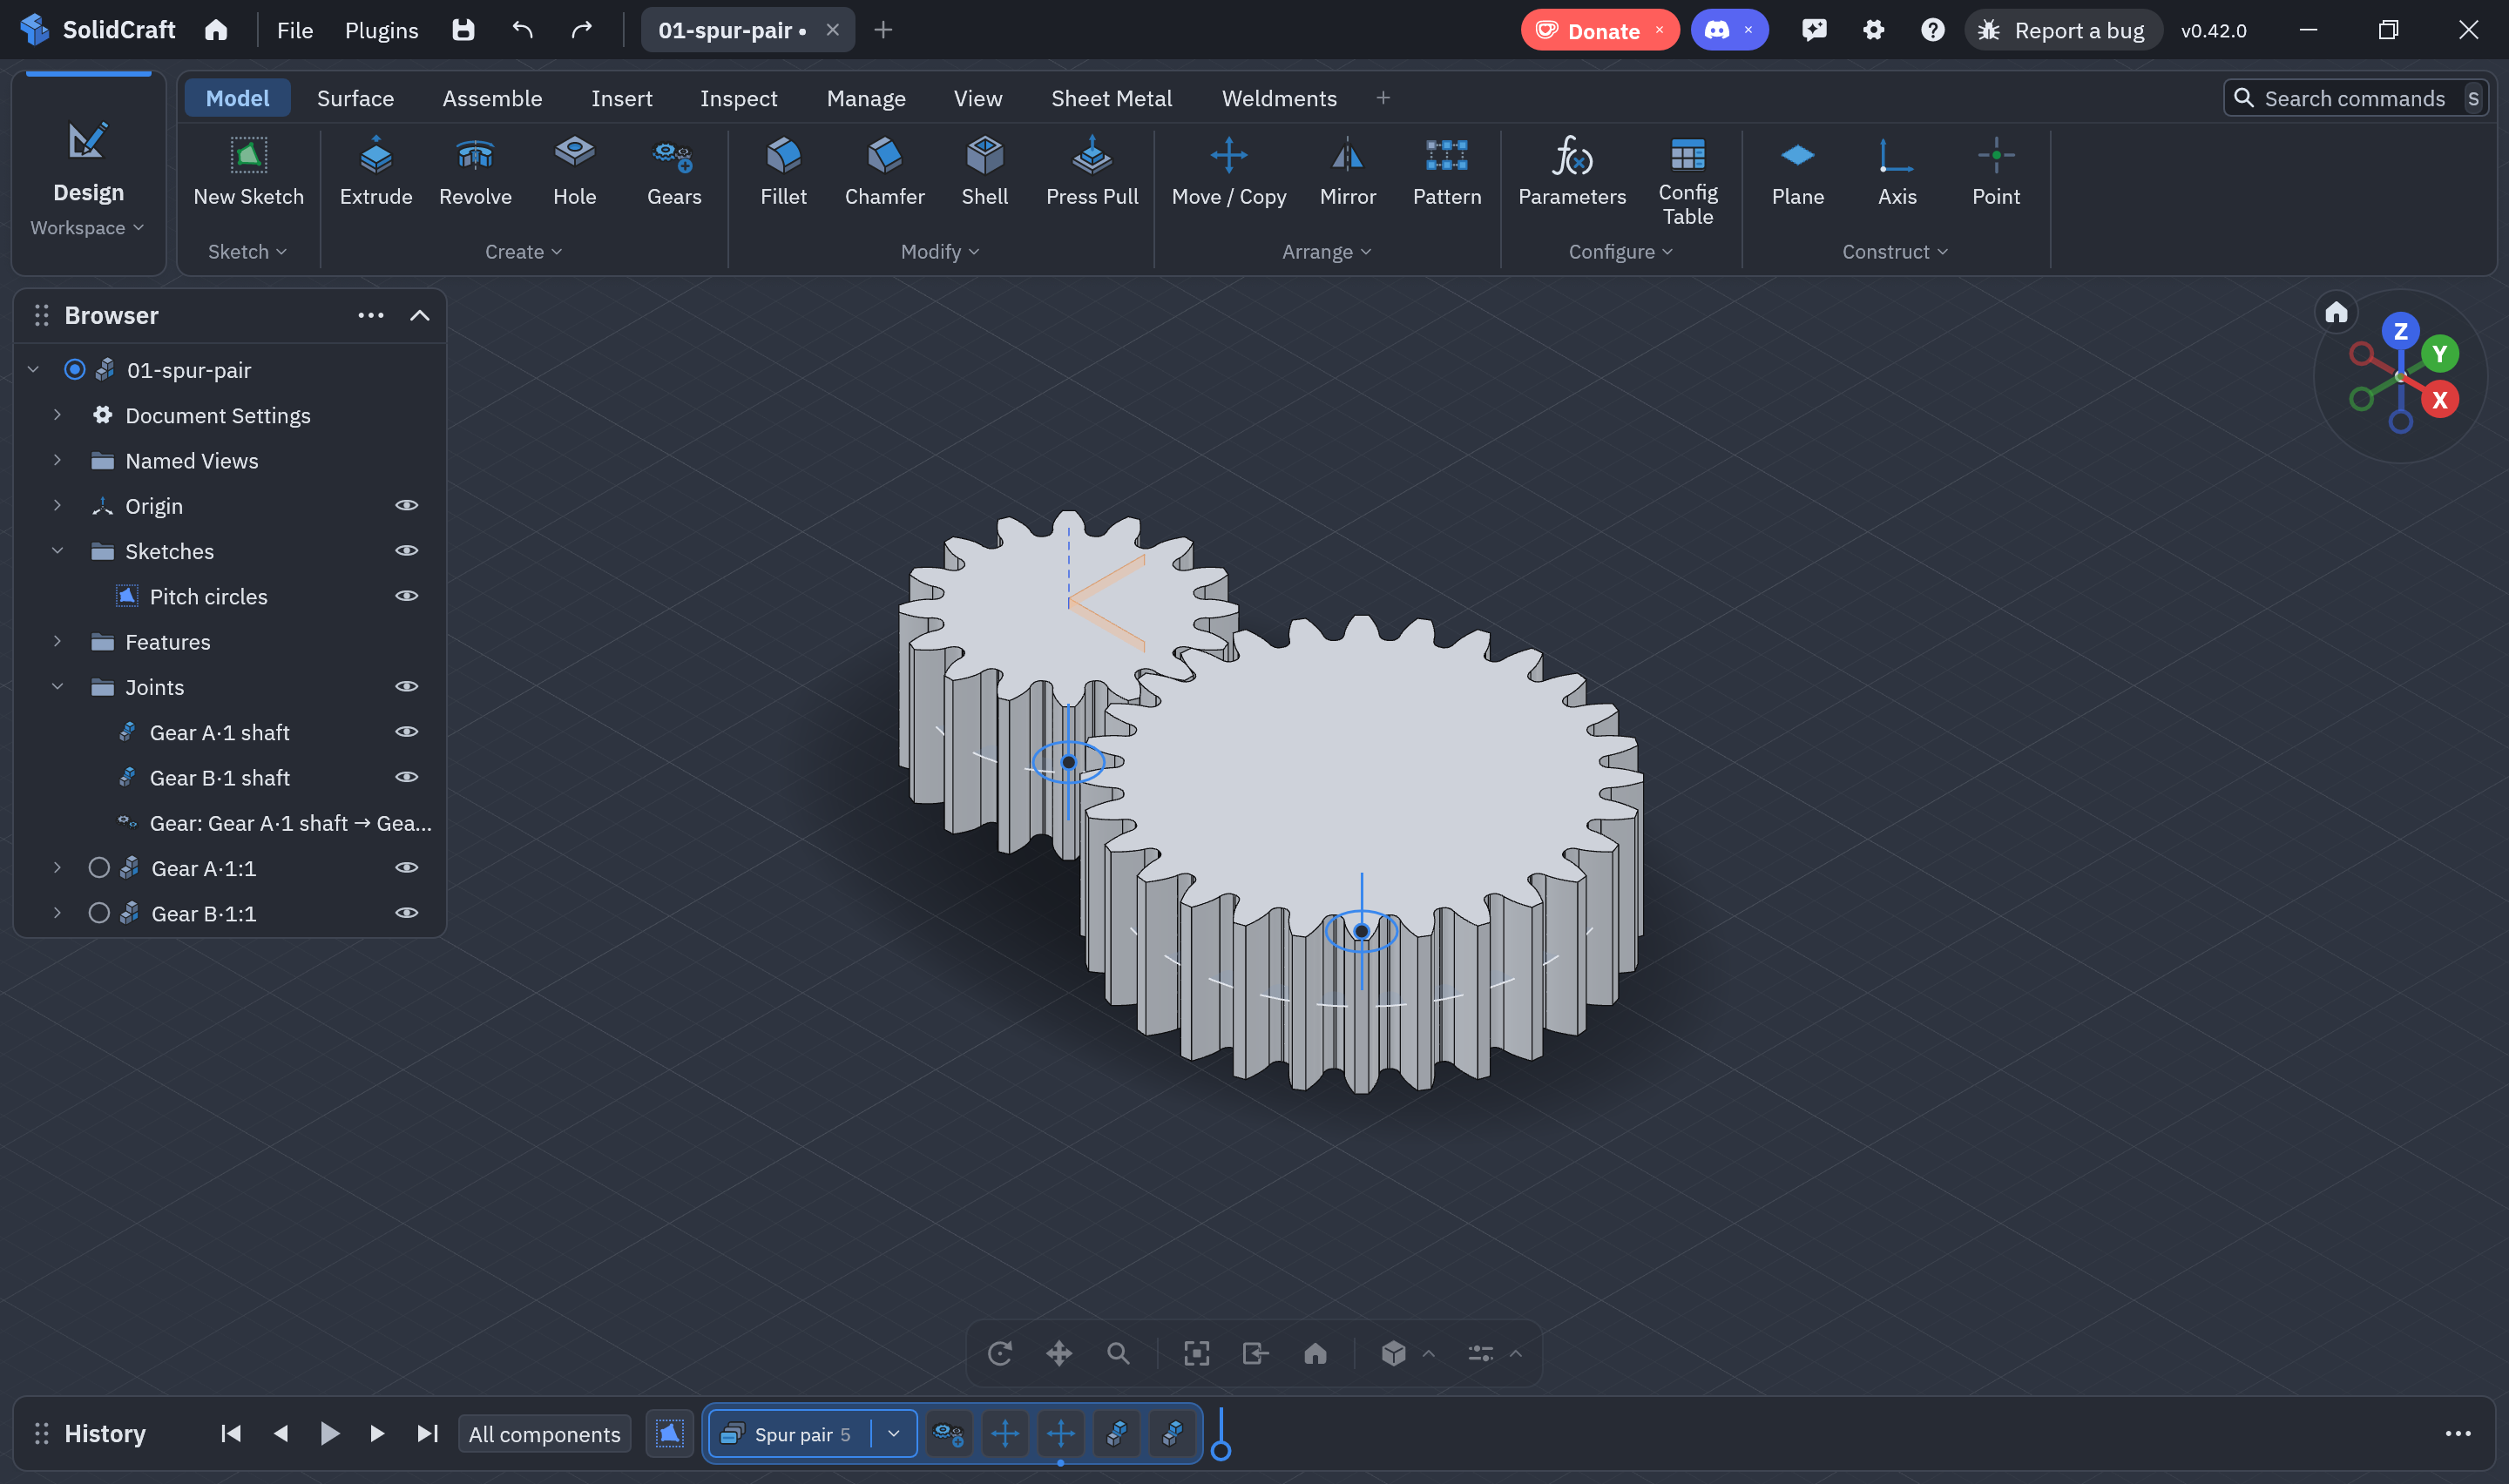 SolidCraft
File
Plugins
01-spur-pair •
Donate
Report a bug
v0.42.0
Design
Workspace
Model
Surface
Assemble
Insert
Inspect
Manage
View
Sheet Metal
Weldments
Search commands
S
New Sketch
Extrude
Revolve
Hole
Gears
Fillet
Chamfer
Shell
Press Pull
Move / Copy
Mirror
Pattern
Parameters
Config
Table
Plane
Axis
Point
Sketch
Create
Modify
Arrange
Configure
Construct
Browser
01-spur-pair
Document Settings
Named Views
Origin
Sketches
Pitch circles
Features
Joints
Gear A·1 shaft
Gear B·1 shaft
Gear: Gear A·1 shaft → Gea...
Gear A·1:1
Gear B·1:1
Z
Y
X
History
All components
Spur pair 5